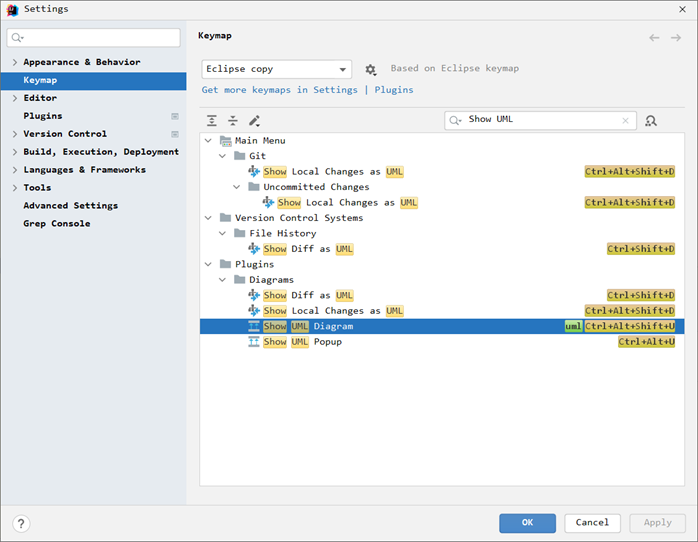 Settings
Appearance & Behavior
Keymap
Editor
Plugins
Version Control
Build, Execution, Deployment
Languages & Frameworks
Tools
Advanced Settings
Grep Console
Keymap
Eclipse copy
Based on Eclipse keymap
Get more keymaps in Settings | Plugins
Show UML
Main Menu
Git
Show Local Changes as UML Ctrl+Alt+Shift+D
Uncommitted Changes
Show Local Changes as UML Ctrl+Alt+Shift+D
Version Control Systems
File History
Show Diff as UML Ctrl+Shift+D
Plugins
Diagrams
Show Diff as UML Ctrl+Shift+D
Show Local Changes as UML Ctrl+Alt+Shift+D
Show UML Diagram uml Ctrl+Alt+Shift+U
Show UML Popup Ctrl+Alt+U
?
OK Cancel Apply